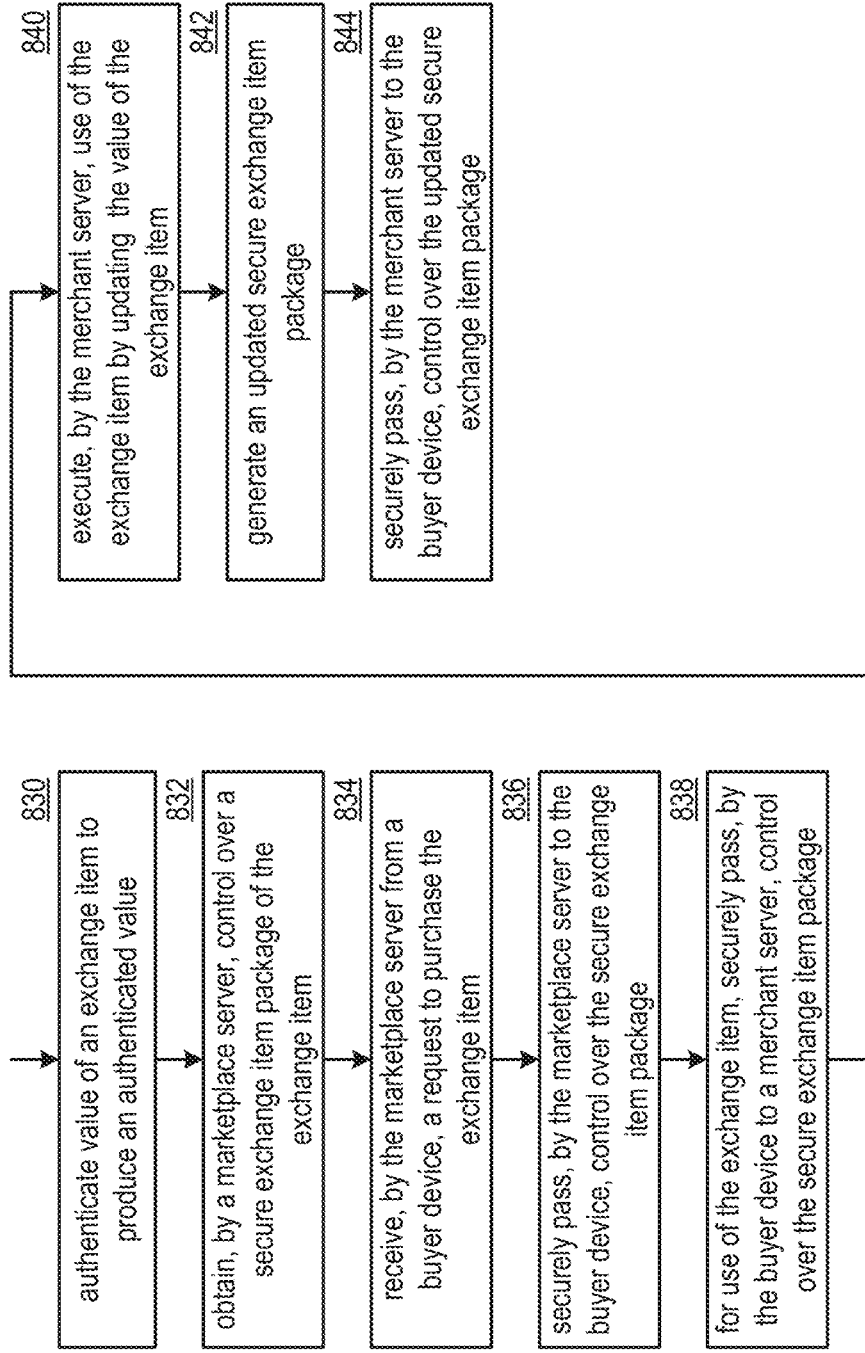 830
authenticate value of an exchange item to
produce an authenticated value
832
obtain, by a marketplace server, control over a
secure exchange item package of the
exchange item
834
receive, by the marketplace server from a
buyer device, a request to purchase the
exchange item
836
securely pass, by the marketplace server to the
buyer device, control over the secure exchange
item package
838
for use of the exchange item, securely pass, by
the buyer device to a merchant server, control
over the secure exchange item package
840
execute, by the merchant server, use of the
exchange item by updating the value of the
exchange item
842
generate an updated secure exchange item
package
844
securely pass, by the merchant server to the
buyer device, control over the updated secure
exchange item package